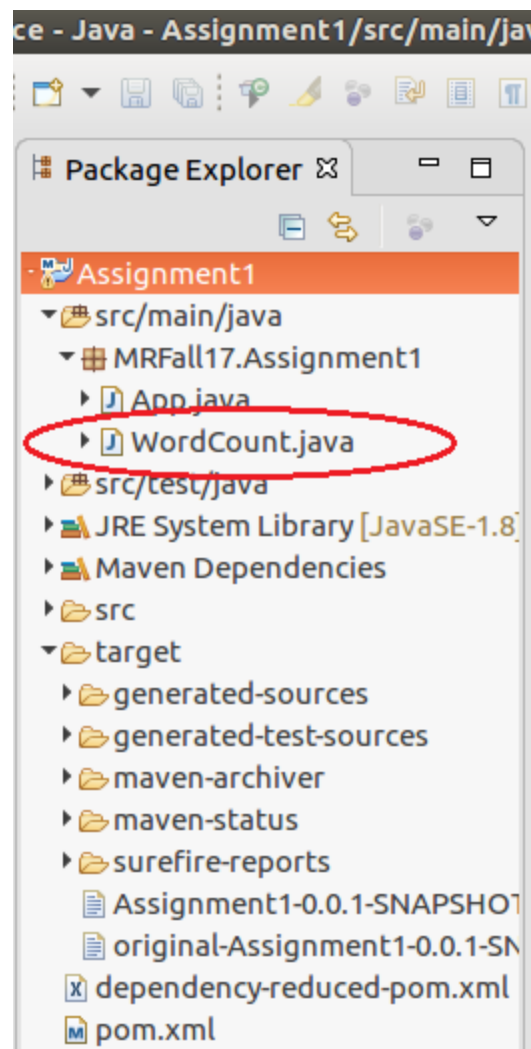 ce - Java - Assignment1/src/main/jav
Package Explorer
Assignment1
src/main/java
MRFall17.Assignment1
App.java
WordCount.java
src/test/java
JRE System Library [JavaSE-1.8]
Maven Dependencies
src
target
generated-sources
generated-test-sources
maven-archiver
maven-status
surefire-reports
Assignment1-0.0.1-SNAPSHOT
original-Assignment1-0.0.1-SN
dependency-reduced-pom.xml
pom.xml